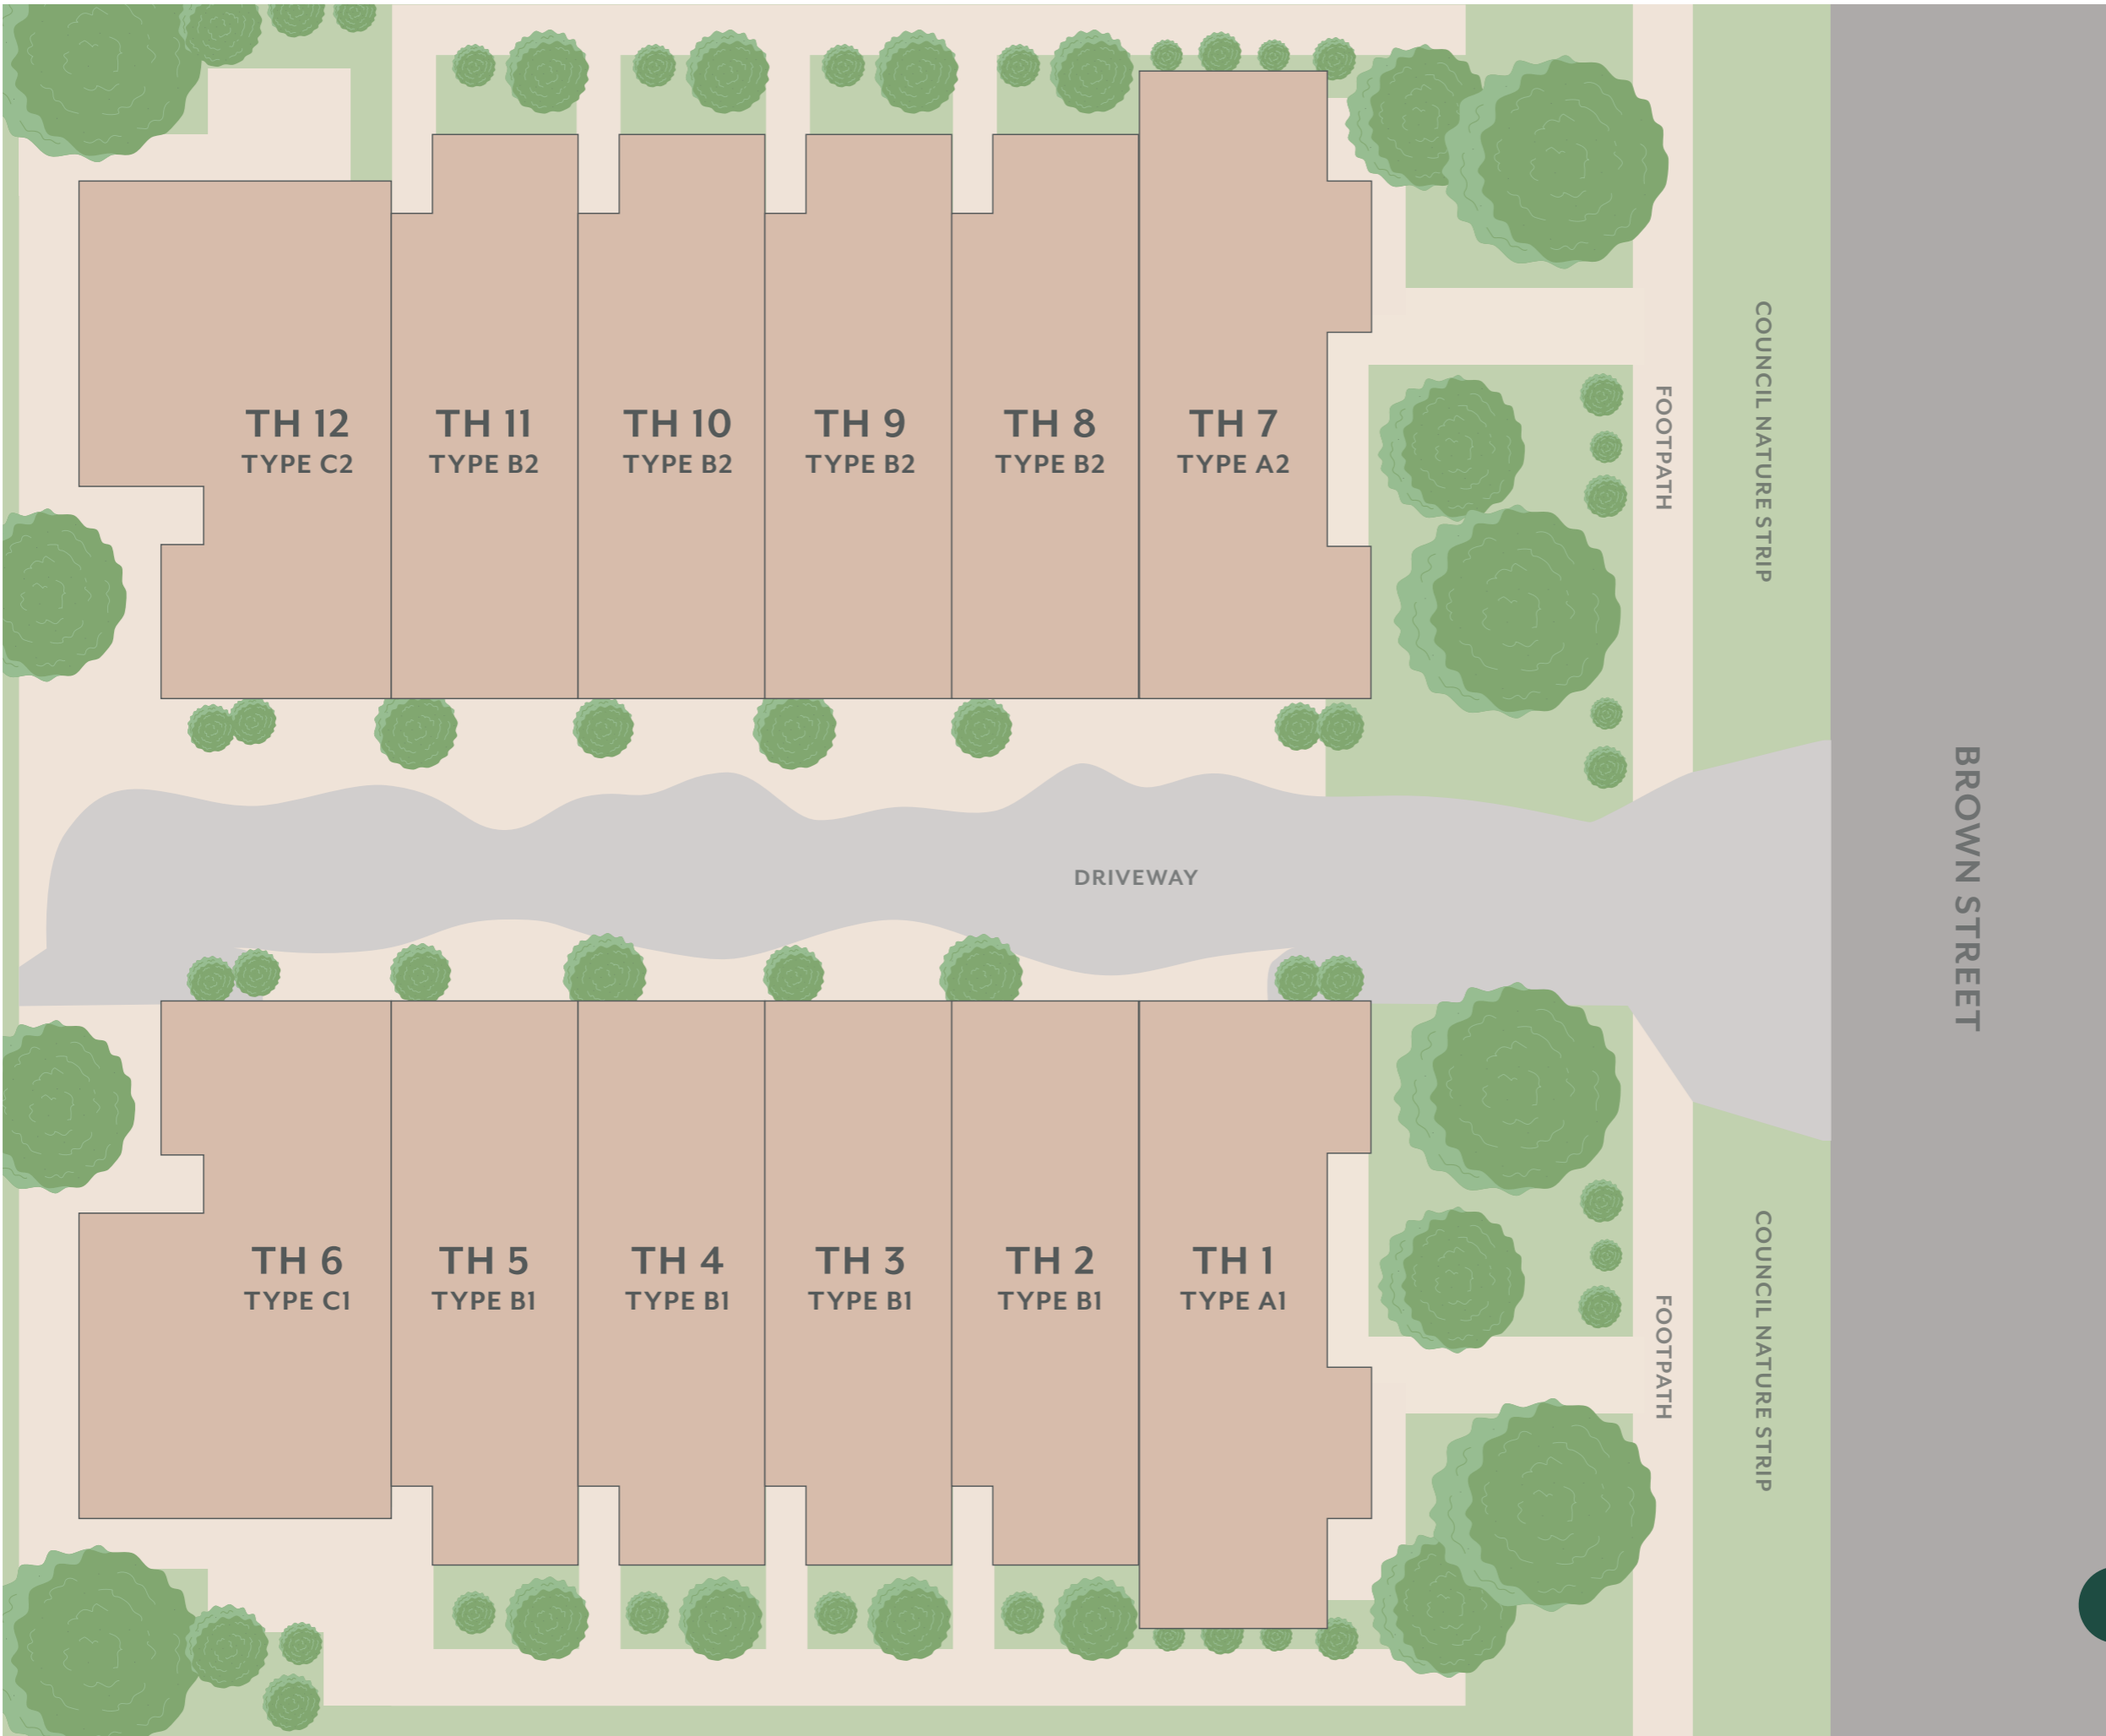 TH 12
TYPE C2
TH 11
TYPE B2
TH 10
TYPE B2
TH 9
TYPE B2
TH 8
TYPE B2
TH 7
TYPE A2
FOOTPATH
COUNCIL NATURE STRIP
DRIVEWAY
BROWN STREET
TH 6
TYPE C1
TH 5
TYPE B1
TH 4
TYPE B1
TH 3
TYPE B1
TH 2
TYPE B1
TH 1
TYPE A1
FOOTPATH
COUNCIL NATURE STRIP